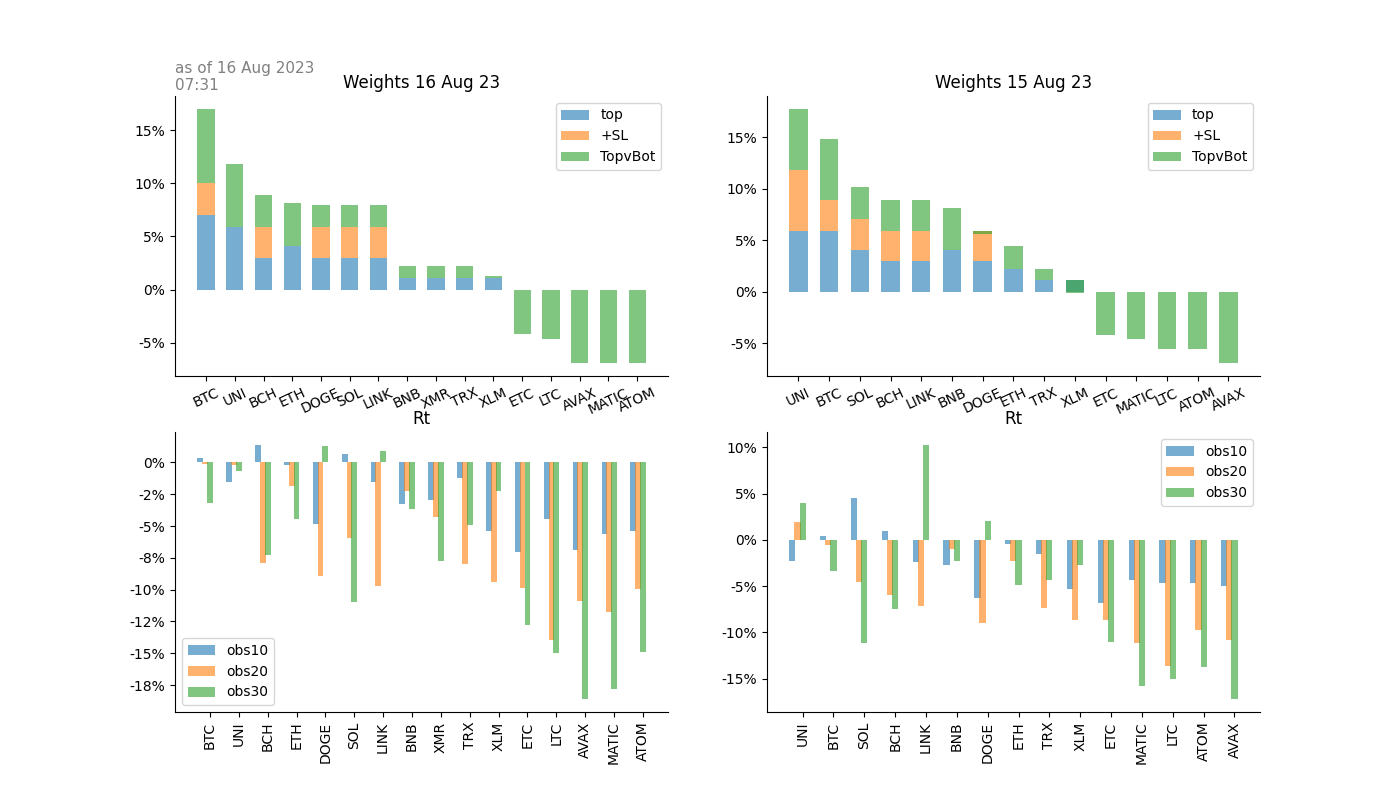 as of 16 Aug 2023
07:31
Weights 16 Aug 23
15%
10%
5%
0%
-5%
top
+SL
TopvBot
BTC UNI BCH ETH DOGE SOL LINK BNB XMR TRX XLM ETC LTC AVAX MATIC ATOM
Weights 15 Aug 23
15%
10%
5%
0%
-5%
top
+SL
TopvBot
UNI BTC SOL BCH LINK BNB DOGE ETH TRX XLM ETC MATIC LTC ATOM AVAX
Rt
0%
-2%
-5%
-8%
-10%
-12%
-15%
-18%
obs10
obs20
obs30
BTC UNI BCH ETH DOGE SOL LINK BNB XMR TRX XLM ETC LTC AVAX MATIC ATOM
Rt
10%
5%
0%
-5%
-10%
-15%
obs10
obs20
obs30
UNI BTC SOL BCH LINK BNB DOGE ETH TRX XLM ETC MATIC LTC ATOM AVAX